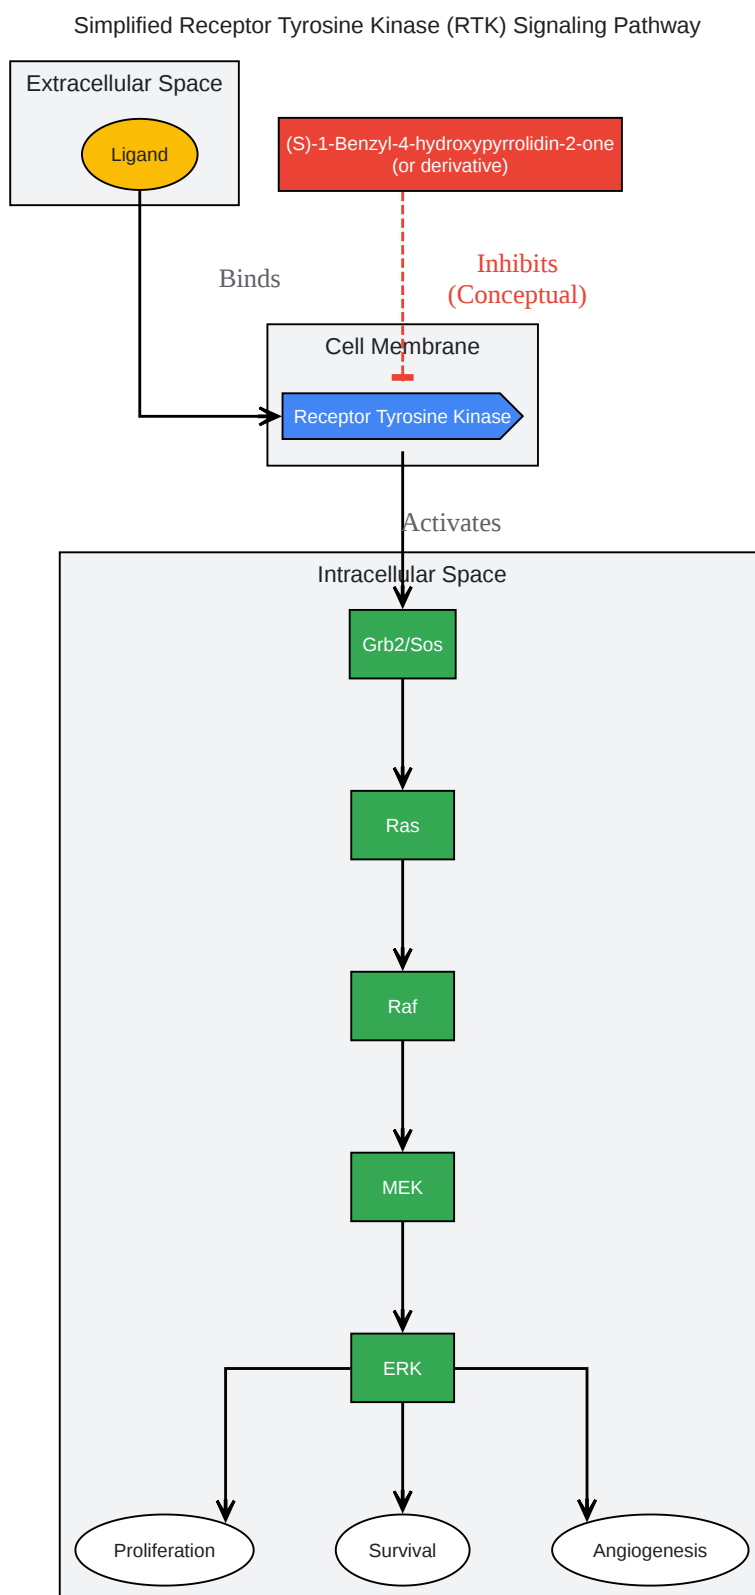 Simplified Receptor Tyrosine Kinase (RTK) Signaling Pathway
Extracellular Space
Ligand
(S)-1-Benzyl-4-hydroxypyrrolidin-2-one
(or derivative)
Binds
Inhibits
(Conceptual)
Cell Membrane
Receptor Tyrosine Kinase
Activates
Intracellular Space
Grb2/Sos
Ras
Raf
MEK
ERK
Proliferation
Survival
Angiogenesis